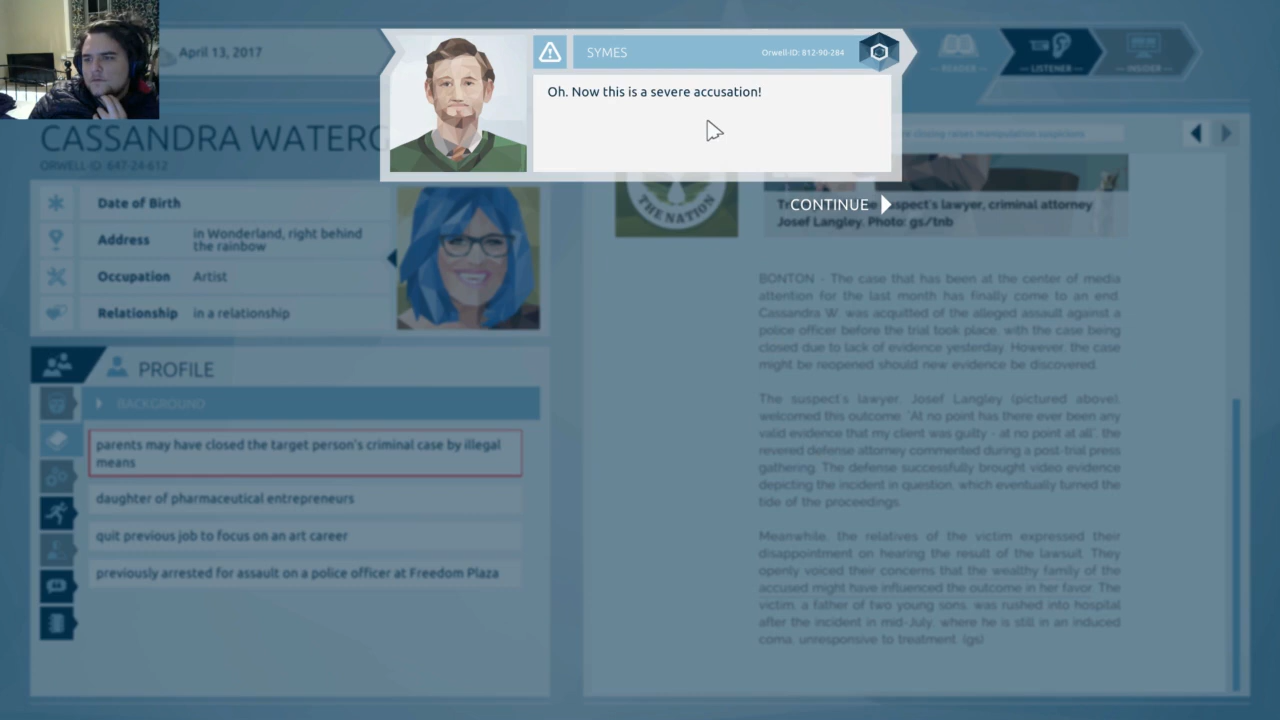 April 13, 2017
SYMES
Orwell-ID: 812-90-284
Oh. Now this is a severe accusation!
CONTINUE
READER
LISTENER
INSIDER
CASSANDRA WATERG
ORWELL-ID 647-24-612
Date of Birth
Address in Wonderland, right behind
the rainbow
Occupation Artist
Relationship in a relationship
PROFILE
BACKGROUND
parents may have closed the target person's criminal case by illegal
means
daughter of pharmaceutical entrepreneurs
quit previous job to focus on an art career
previously arrested for assault on a police officer at Freedom Plaza
closing raises manipulation suspicions
THE NATION
suspect's lawyer, criminal attorney
Josef Langley. Photo: gs/tnb
BONTON - The case that has been at the center of media
attention for the last month has finally come to an end.
Cassandra W. was acquitted of the alleged assault against a
police officer before the trial took place, with the case being
closed due to lack of evidence yesterday. However, the case
might be reopened should new evidence be discovered.
The suspect's lawyer, Josef Langley (pictured above),
welcomed this outcome. 'At no point has there ever been any
valid evidence that my client was guilty - at no point at all', the
revered defense attorney commented during a post-trial press
gathering. The defense successfully brought video evidence
depicting the incident in question, which eventually turned the
tide of the proceedings.
Meanwhile, the relatives of the victim expressed their
disappointment on hearing the result of the lawsuit. They
openly voiced their concerns that the wealthy family of the
accused might have influenced the outcome in her favor. The
victim, a father of two young sons, was rushed into hospital
after the incident in mid-July, where he is still in an induced
coma, unresponsive to treatment. (gs)